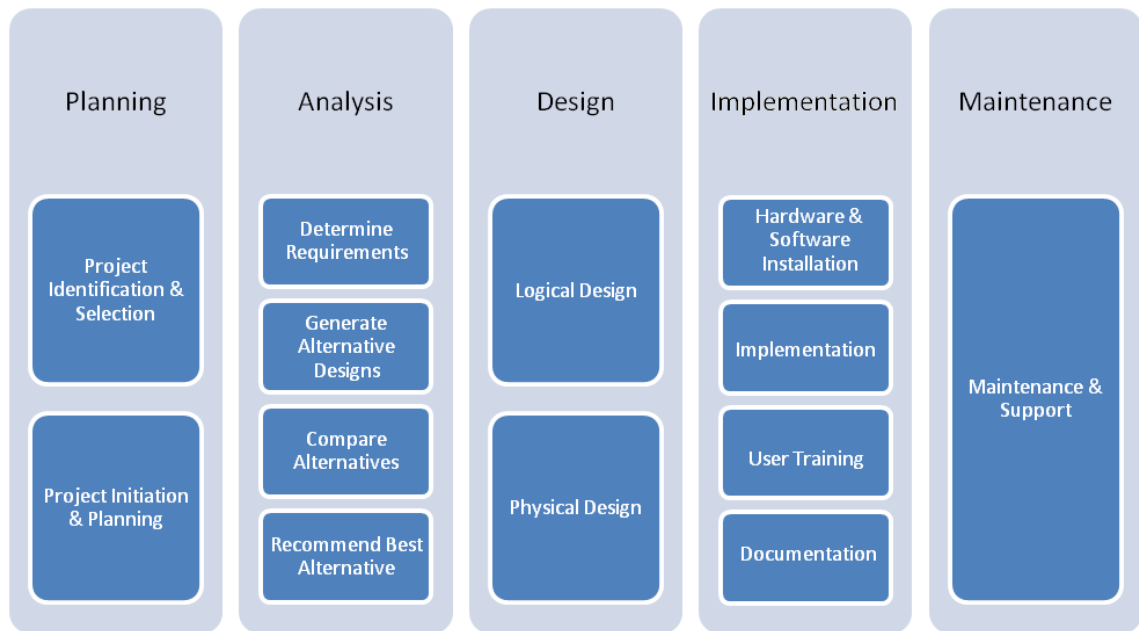 Planning
Project
Identification &
Selection
Project Initiation
& Planning
Analysis
Determine
Requirements
Generate
Alternative
Designs
Compare
Alternatives
Recommend Best
Alternative
Design
Logical Design
Physical Design
Implementation
Hardware &
Software
Installation
Implementation
User Training
Documentation
Maintenance
Maintenance &
Support